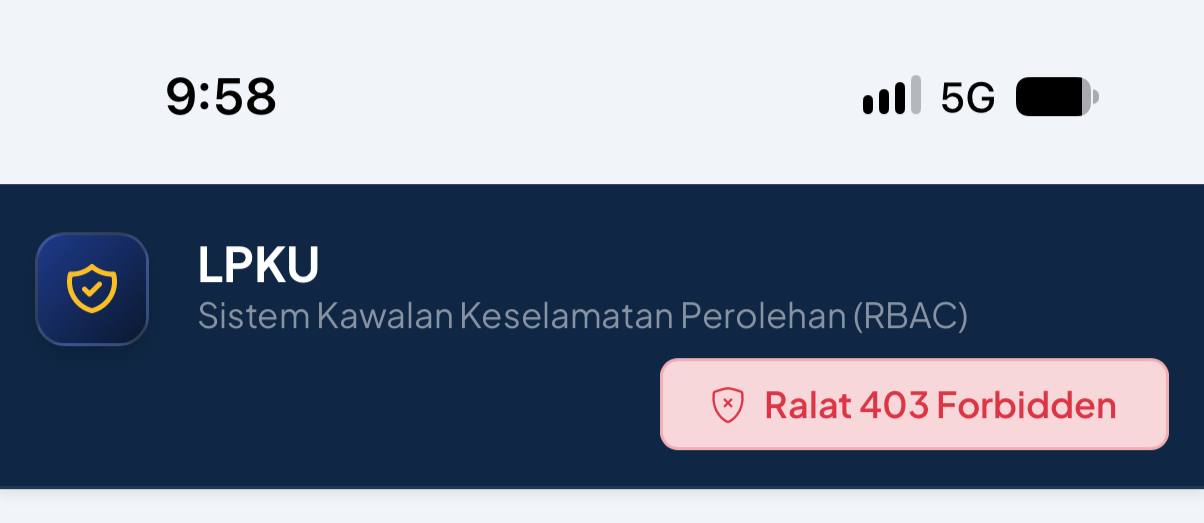 9:58 5G
LPKU
Sistem Kawalan Keselamatan Perolehan (RBAC)
Ralat 403 Forbidden